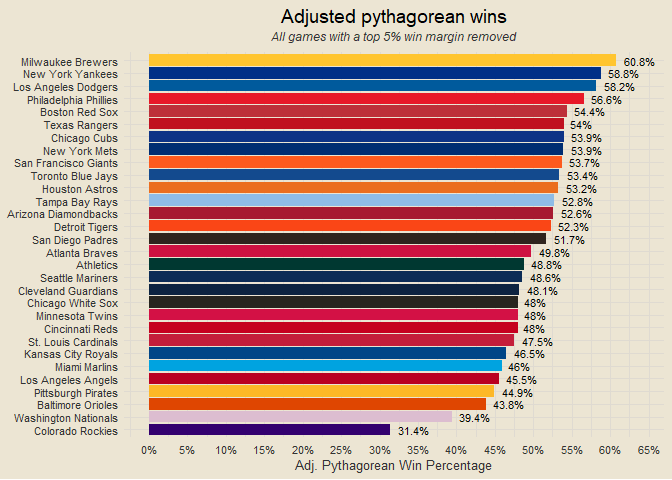 Adjusted pythagorean wins
All games with a top 5% win margin removed
Milwaukee Brewers 60.8%
New York Yankees 58.8%
Los Angeles Dodgers 58.2%
Philadelphia Phillies 56.6%
Boston Red Sox 54.4%
Texas Rangers 54%
Chicago Cubs 53.9%
New York Mets 53.9%
San Francisco Giants 53.7%
Toronto Blue Jays 53.4%
Houston Astros 53.2%
Tampa Bay Rays 52.8%
Arizona Diamondbacks 52.6%
Detroit Tigers 52.3%
San Diego Padres 51.7%
Atlanta Braves 49.8%
Athletics 48.8%
Seattle Mariners 48.6%
Cleveland Guardians 48.1%
Chicago White Sox 48%
Minnesota Twins 48%
Cincinnati Reds 48%
St. Louis Cardinals 47.5%
Kansas City Royals 46.5%
Miami Marlins 46%
Los Angeles Angels 45.5%
Pittsburgh Pirates 44.9%
Baltimore Orioles 43.8%
Washington Nationals 39.4%
Colorado Rockies 31.4%
0% 5% 10% 15% 20% 25% 30% 35% 40% 45% 50% 55% 60% 65%
Adj. Pythagorean Win Percentage